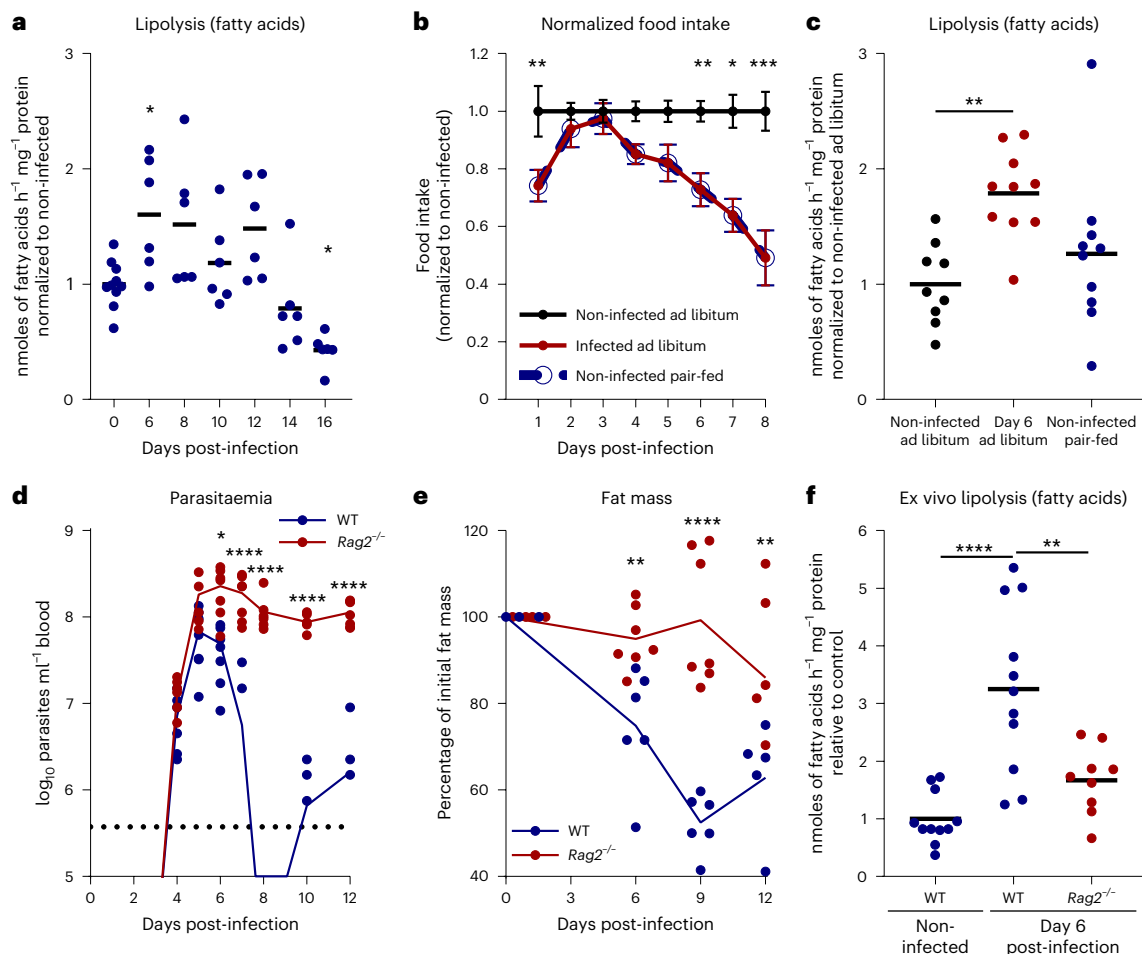 a Lipolysis (fatty acids)
nmoles of fatty acids h⁻¹ mg⁻¹ protein
normalized to non-infected
3
2
1
0
*
*
0 6 8 10 12 14 16
Days post-infection
b Normalized food intake
Food intake
(normalized to non-infected)
1.2
1.0
0.8
0.6
0.4
0.2
0
** ** * ***
Non-infected ad libitum
Infected ad libitum
Non-infected pair-fed
1 2 3 4 5 6 7 8
Days post-infection
c Lipolysis (fatty acids)
nmoles of fatty acids h⁻¹ mg⁻¹ protein
normalized to non-infected ad libitum
3
2
1
0
**
Non-infected Day 6 Non-infected
ad libitum ad libitum pair-fed
d Parasitaemia
log₁₀ parasites ml⁻¹ blood
9
8
7
6
5
WT
Rag2⁻/⁻
*
****
****
****
****
0 2 4 6 8 10 12
Days post-infection
e Fat mass
Percentage of initial fat mass
120
100
80
60
40
**
****
**
WT
Rag2⁻/⁻
0 3 6 9 12
Days post-infection
f Ex vivo lipolysis (fatty acids)
nmoles of fatty acids h⁻¹ mg⁻¹ protein
relative to control
6
5
4
3
2
1
0
**** **
WT WT Rag2⁻/⁻
Non-infected Day 6
post-infection